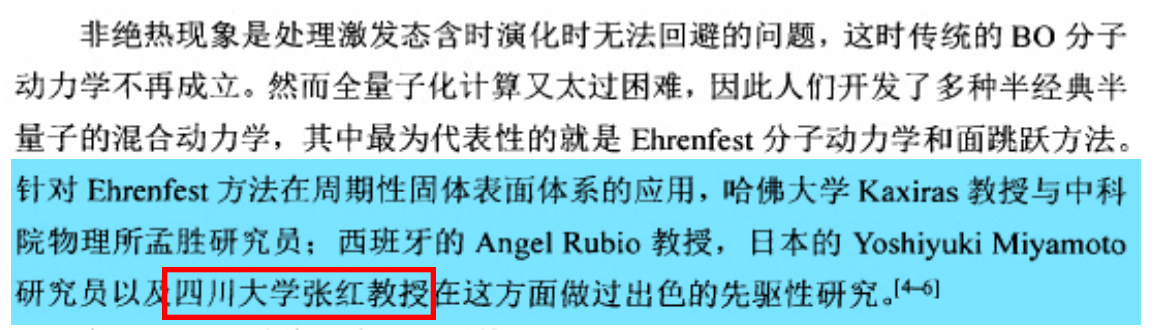 非绝热现象是处理激发态含时演化时无法回避的问题，这时传统的 BO 分子
动力学不再成立。然而全量子化计算又太过困难，因此人们开发了多种半经典半
量子的混合动力学，其中最为代表性的就是 Ehrenfest 分子动力学和面跳跃方法。
针对 Ehrenfest 方法在周期性固体表面体系的应用，哈佛大学 Kaxiras 教授与中科
院物理所孟胜研究员；西班牙的 Angel Rubio 教授，日本的 Yoshiyuki Miyamoto
研究员以及四川大学张红教授在这方面做过出色的先驱性研究。[4-6]